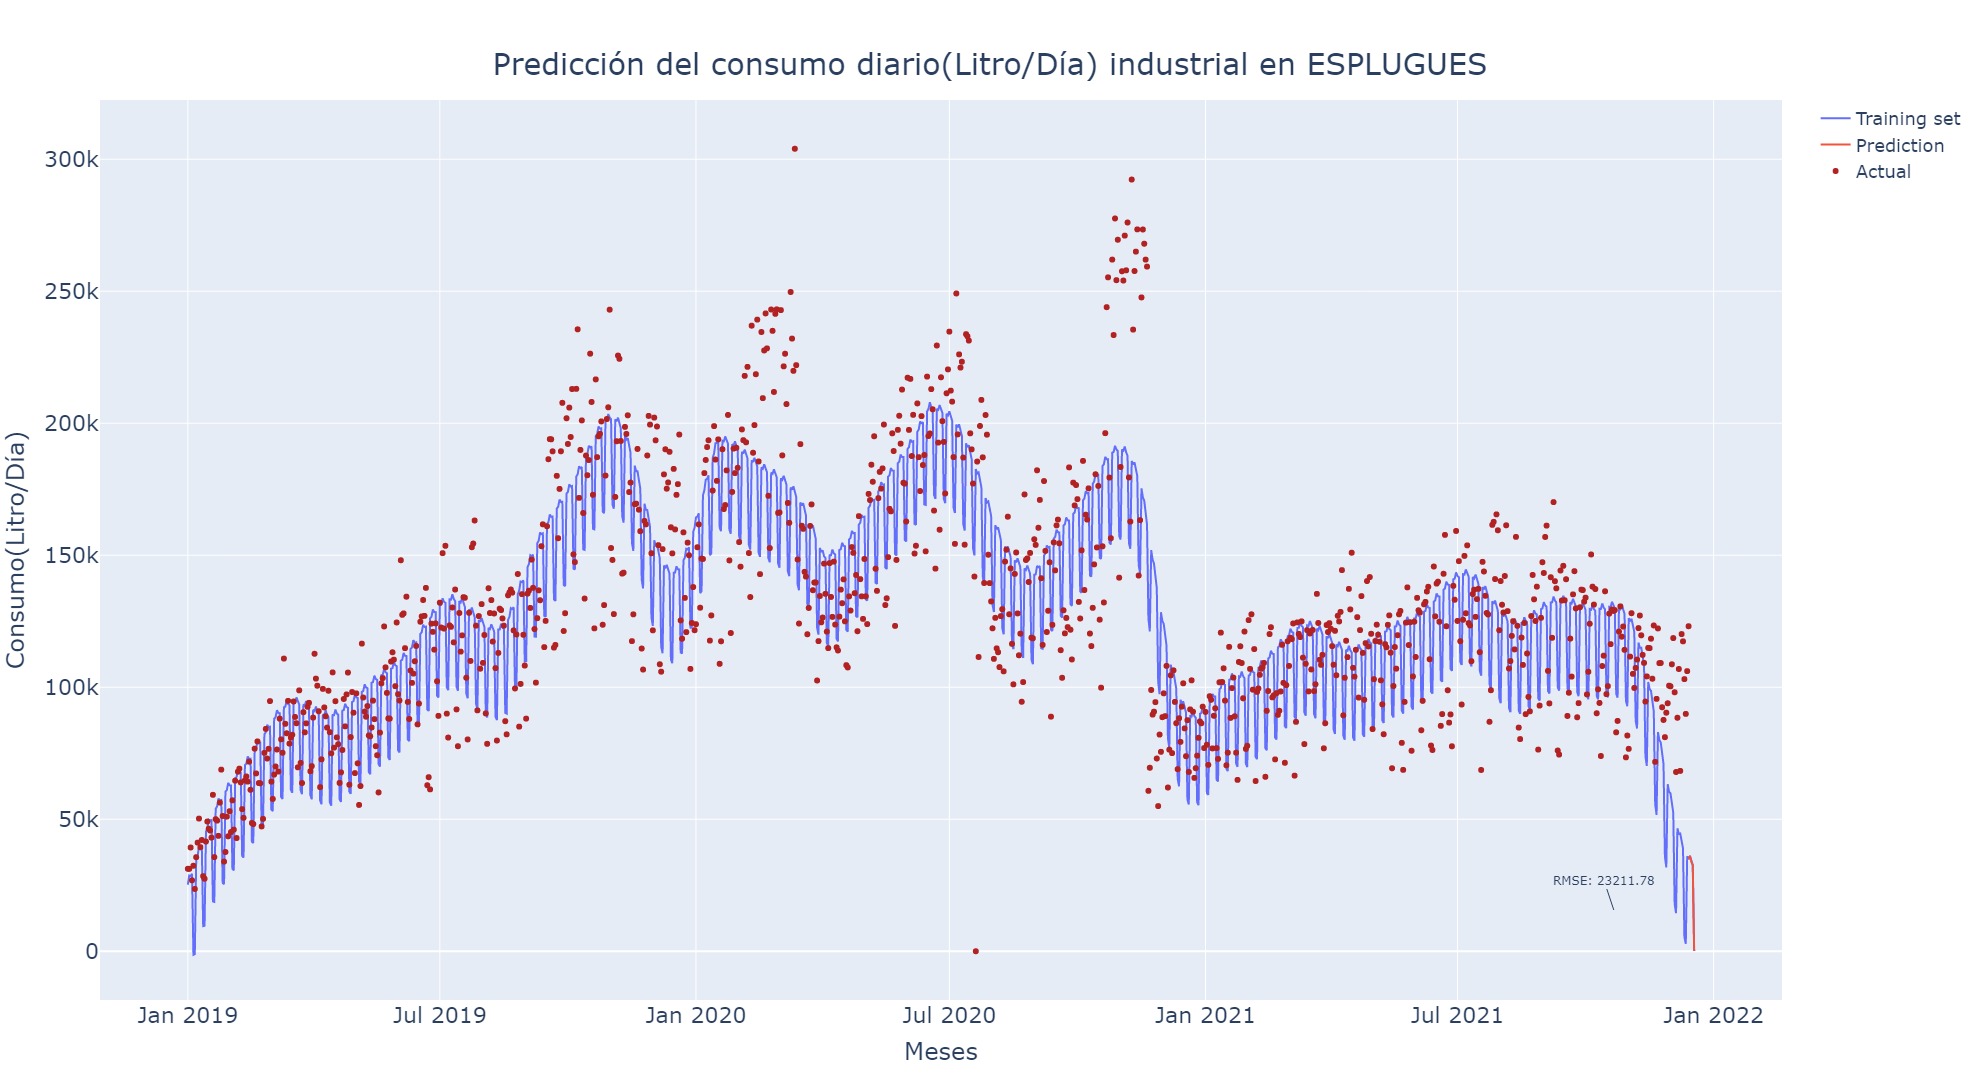 Predicción del consumo diario(Litro/Día) industrial en ESPLUGUES
Training set
Prediction
Actual
Consumo(Litro/Día)
300k
250k
200k
150k
100k
50k
0
RMSE: 23211.78
Jan 2019
Jul 2019
Jan 2020
Jul 2020
Jan 2021
Jul 2021
Jan 2022
Meses